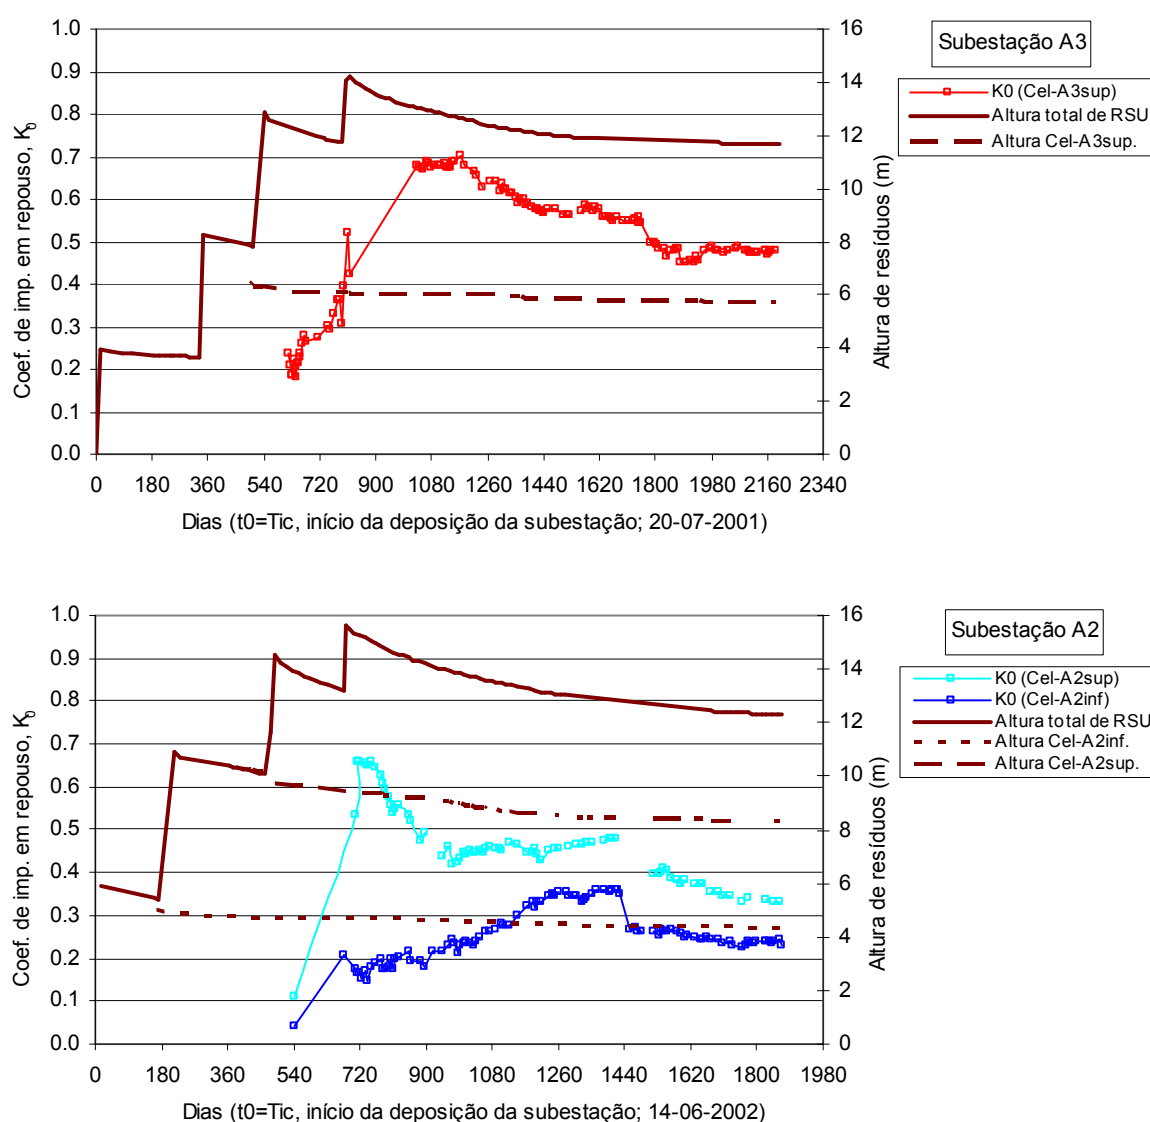 Subestação A3
K0 (Cel-A3sup)
Altura total de RSU
Altura Cel-A3sup.
Coef. de imp. em repouso, K0
1.0
0.9
0.8
0.7
0.6
0.5
0.4
0.3
0.2
0.1
0.0
16
14
12
10
8
6
4
2
0
Altura de resíduos (m)
0 180 360 540 720 900 1080 1260 1440 1620 1800 1980 2160 2340
Dias (t0=Tic, início da deposição da subestação; 20-07-2001)
Subestação A2
K0 (Cel-A2sup)
K0 (Cel-A2inf)
Altura total de RSU
Altura Cel-A2inf.
Altura Cel-A2sup.
Coef. de imp. em repouso, K0
1.0
0.9
0.8
0.7
0.6
0.5
0.4
0.3
0.2
0.1
0.0
16
14
12
10
8
6
4
2
0
Altura de resíduos (m)
0 180 360 540 720 900 1080 1260 1440 1620 1800 1980
Dias (t0=Tic, início da deposição da subestação; 14-06-2002)